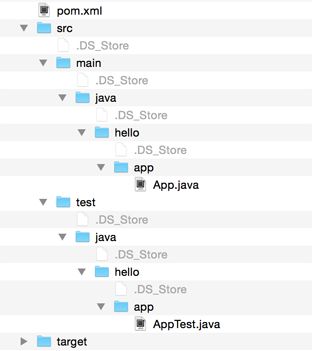 pom.xml
src
.DS_Store
main
.DS_Store
java
.DS_Store
hello
.DS_Store
app
App.java
test
.DS_Store
java
.DS_Store
hello
.DS_Store
app
AppTest.java
target